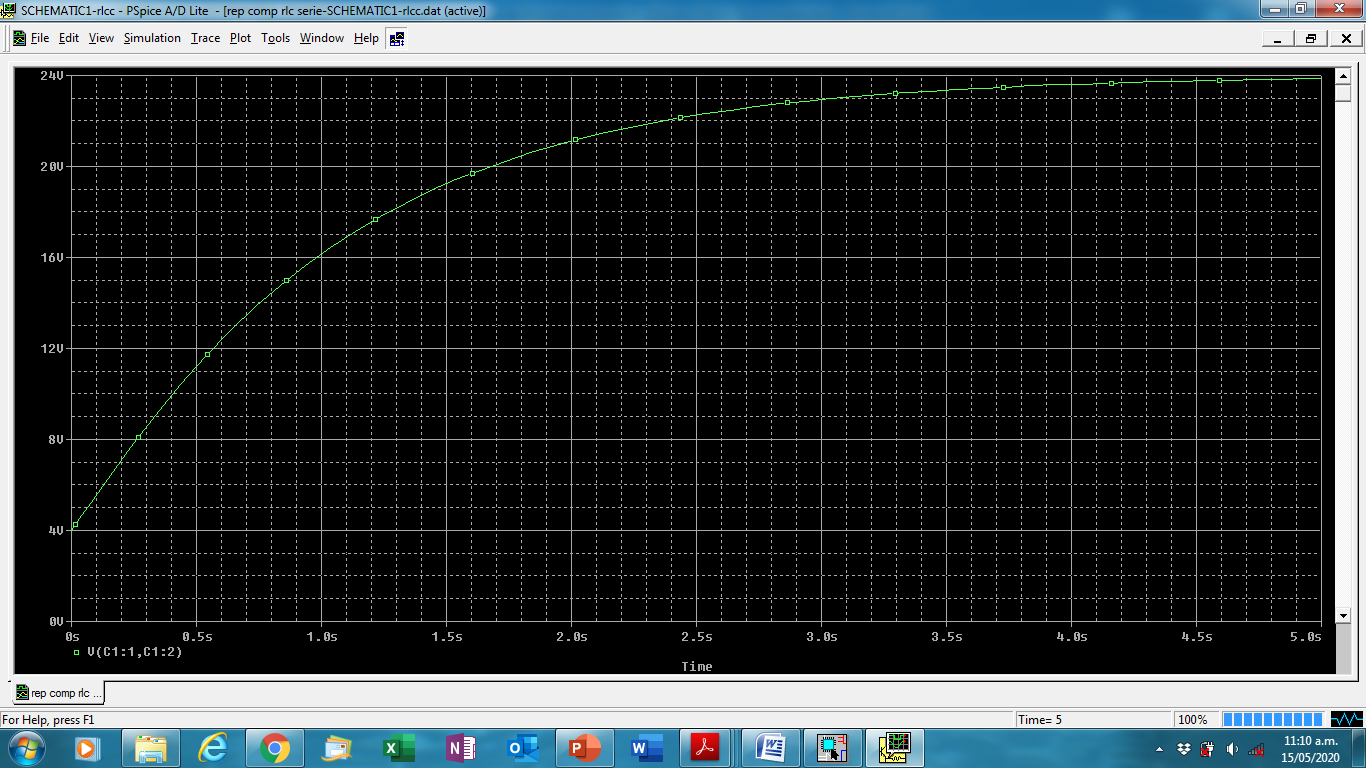 SCHEMATIC1-rlcc - PSpice A/D Lite - [rep comp rlc serie-SCHEMATIC1-rlcc.dat (active)]
File Edit View Simulation Trace Plot Tools Window Help
24V
20V
16V
12V
8V
4V
0V
0s 0.5s 1.0s 1.5s 2.0s 2.5s 3.0s 3.5s 4.0s 4.5s 5.0s
V(C1:1,C1:2)
Time
rep comp rlc ...
For Help, press F1 Time= 5 100%
11:10 a.m.
15/05/2020